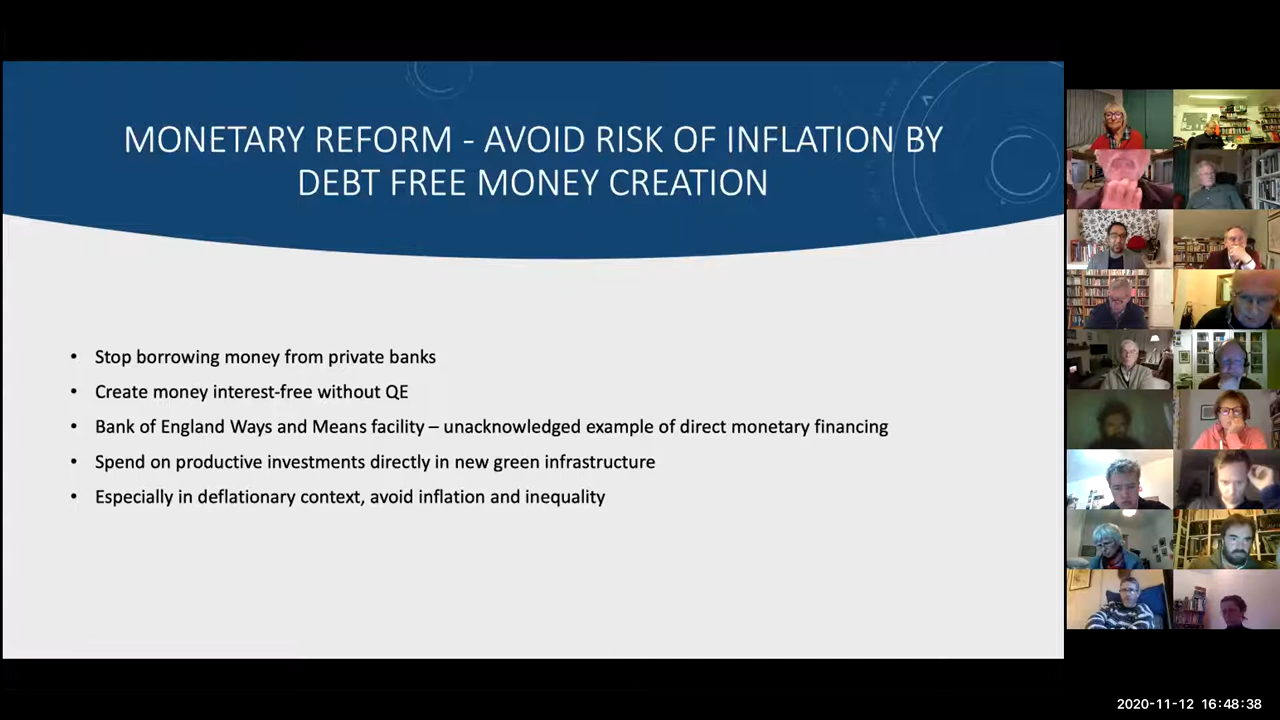 MONETARY REFORM - AVOID RISK OF INFLATION BY
DEBT FREE MONEY CREATION
• Stop borrowing money from private banks
• Create money interest-free without QE
• Bank of England Ways and Means facility – unacknowledged example of direct monetary financing
• Spend on productive investments directly in new green infrastructure
• Especially in deflationary context, avoid inflation and inequality
2020-11-12 16:48:38